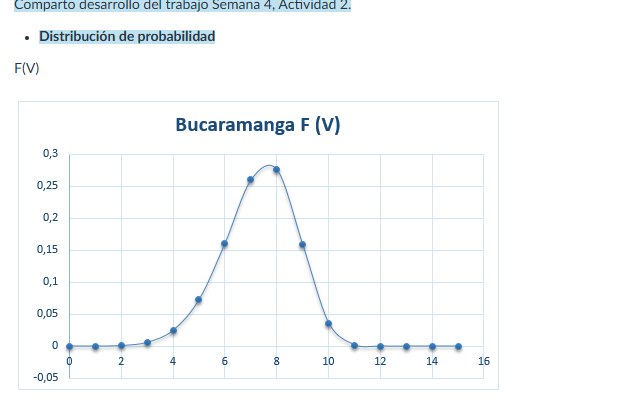 Comparto desarrollo del trabajo Semana 4, Actividad 2.
• Distribución de probabilidad
F(V)
Bucaramanga F (V)
0,3
0,25
0,2
0,15
0,1
0,05
0
-0,05
0 2 4 6 8 10 12 14 16